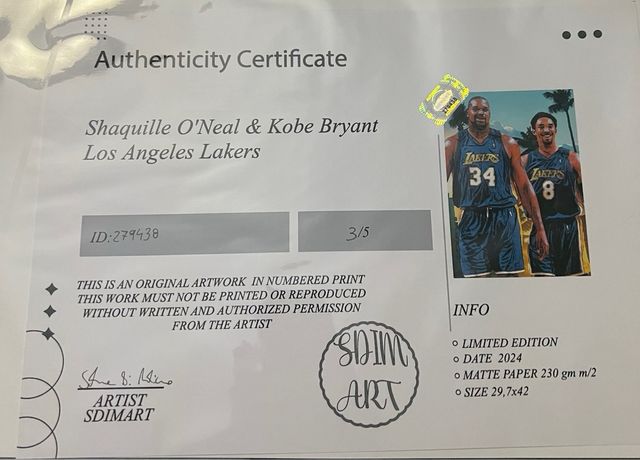 Authenticity Certificate
Shaquille O'Neal & Kobe Bryant
Los Angeles Lakers
ID:279438
3/5
THIS IS AN ORIGINAL ARTWORK IN NUMBERED PRINT
THIS WORK MUST NOT BE PRINTED OR REPRODUCED
WITHOUT WRITTEN AND AUTHORIZED PERMISSION
FROM THE ARTIST
ARTIST
SDIMART
SDIM
ART
LAKERS
34
LAKERS
8
INFO
LIMITED EDITION
DATE 2024
MATTE PAPER 230 gm m/2
SIZE 29,7x42